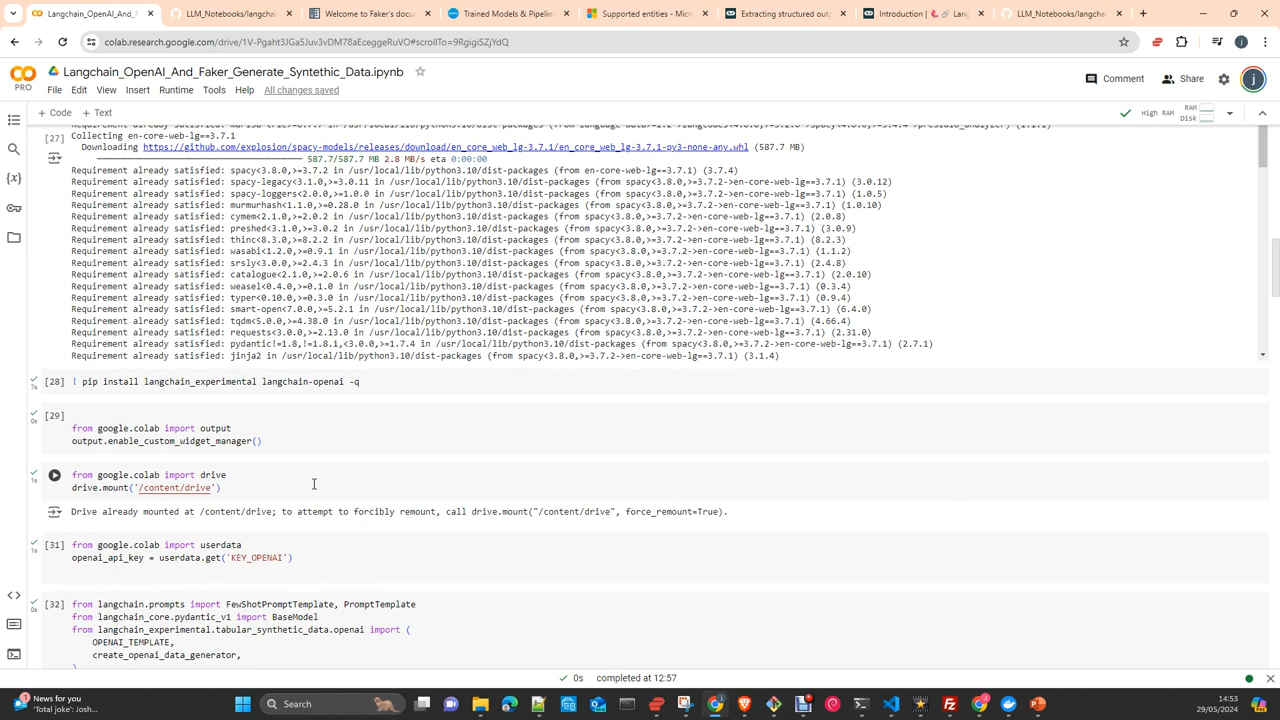 Langchain_OpenAI_And_F
LLM_Notebooks/langchain
Welcome to Faker's docu
Trained Models & Pipelin
Supported entities - Micro
Extracting structured outp
Introduction | 🦜️🔗 Lang
LLM_Notebooks/langchain
colab.research.google.com/drive/1V-Pgaht3JGa5Juv3vDM78aEceggeRuVO#scrollTo=9RgigiSZjYdQ
Langchain_OpenAI_And_Faker_Generate_Syntethic_Data.ipynb
PRO
File Edit View Insert Runtime Tools Help All changes saved
Comment Share
+ Code + Text
High RAM
RAM
Disk
[27]
Collecting en-core-web-lg==3.7.1
Downloading https://github.com/explosion/spacy-models/releases/download/en_core_web_lg-3.7.1/en_core_web_lg-3.7.1-py3-none-any.whl (587.7 MB)
587.7/587.7 MB 2.8 MB/s eta 0:00:00
Requirement already satisfied: spacy<3.8.0,>=3.7.2 in /usr/local/lib/python3.10/dist-packages (from en-core-web-lg==3.7.1) (3.7.4)
Requirement already satisfied: spacy-legacy<3.1.0,>=3.0.11 in /usr/local/lib/python3.10/dist-packages (from spacy<3.8.0,>=3.7.2->en-core-web-lg==3.7.1) (3.0.12)
Requirement already satisfied: spacy-loggers<2.0.0,>=1.0.0 in /usr/local/lib/python3.10/dist-packages (from spacy<3.8.0,>=3.7.2->en-core-web-lg==3.7.1) (1.0.5)
Requirement already satisfied: murmurhash<1.1.0,>=0.28.0 in /usr/local/lib/python3.10/dist-packages (from spacy<3.8.0,>=3.7.2->en-core-web-lg==3.7.1) (1.0.10)
Requirement already satisfied: cymem<2.1.0,>=2.0.2 in /usr/local/lib/python3.10/dist-packages (from spacy<3.8.0,>=3.7.2->en-core-web-lg==3.7.1) (2.0.8)
Requirement already satisfied: preshed<3.1.0,>=3.0.2 in /usr/local/lib/python3.10/dist-packages (from spacy<3.8.0,>=3.7.2->en-core-web-lg==3.7.1) (3.0.9)
Requirement already satisfied: thinc<8.3.0,>=8.2.2 in /usr/local/lib/python3.10/dist-packages (from spacy<3.8.0,>=3.7.2->en-core-web-lg==3.7.1) (8.2.3)
Requirement already satisfied: wasabi<1.2.0,>=0.9.1 in /usr/local/lib/python3.10/dist-packages (from spacy<3.8.0,>=3.7.2->en-core-web-lg==3.7.1) (1.1.2)
Requirement already satisfied: srsly<3.0.0,>=2.4.3 in /usr/local/lib/python3.10/dist-packages (from spacy<3.8.0,>=3.7.2->en-core-web-lg==3.7.1) (2.4.8)
Requirement already satisfied: catalogue<2.1.0,>=2.0.6 in /usr/local/lib/python3.10/dist-packages (from spacy<3.8.0,>=3.7.2->en-core-web-lg==3.7.1) (2.0.10)
Requirement already satisfied: weasel<0.4.0,>=0.1.0 in /usr/local/lib/python3.10/dist-packages (from spacy<3.8.0,>=3.7.2->en-core-web-lg==3.7.1) (0.3.4)
Requirement already satisfied: typer<0.10.0,>=0.3.0 in /usr/local/lib/python3.10/dist-packages (from spacy<3.8.0,>=3.7.2->en-core-web-lg==3.7.1) (0.9.4)
Requirement already satisfied: smart-open<7.0.0,>=5.2.1 in /usr/local/lib/python3.10/dist-packages (from spacy<3.8.0,>=3.7.2->en-core-web-lg==3.7.1) (6.4.0)
Requirement already satisfied: tqdm<5.0.0,>=4.38.0 in /usr/local/lib/python3.10/dist-packages (from spacy<3.8.0,>=3.7.2->en-core-web-lg==3.7.1) (4.66.4)
Requirement already satisfied: requests<3.0.0,>=2.13.0 in /usr/local/lib/python3.10/dist-packages (from spacy<3.8.0,>=3.7.2->en-core-web-lg==3.7.1) (2.31.0)
Requirement already satisfied: pydantic!=1.8,!=1.8.1,<3.0.0,>=1.7.4 in /usr/local/lib/python3.10/dist-packages (from spacy<3.8.0,>=3.7.2->en-core-web-lg==3.7.1) (2.7.1)
Requirement already satisfied: jinja2 in /usr/local/lib/python3.10/dist-packages (from spacy<3.8.0,>=3.7.2->en-core-web-lg==3.7.1) (3.1.4)
7s [28] ! pip install langchain_experimental langchain-openai -q
0s [29]
from google.colab import output
output.enable_custom_widget_manager()
1s from google.colab import drive
drive.mount('/content/drive')
Drive already mounted at /content/drive; to attempt to forcibly remount, call drive.mount("/content/drive", force_remount=True).
1s [31] from google.colab import userdata
openai_api_key = userdata.get('KEY_OPENAI')
0s [32] from langchain.prompts import FewShotPromptTemplate, PromptTemplate
from langchain_core.pydantic_v1 import BaseModel
from langchain_experimental.tabular_synthetic_data.openai import (
OPENAI_TEMPLATE,
create_openai_data_generator,
)
0s completed at 12:57
News for you
"Total joke": Josh...
Search
14:53
29/05/2024